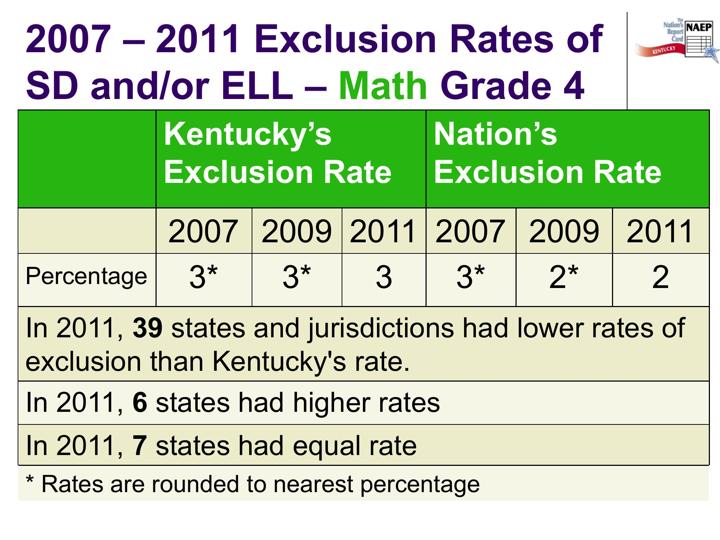 2007 – 2011 Exclusion Rates of
SD and/or ELL – Math Grade 4
The
Nation's
Report
Card
NAEP
KENTUCKY
Kentucky’s
Exclusion Rate
Nation’s
Exclusion Rate
2007 2009 2011 2007 2009 2011
Percentage 3* 3* 3 3* 2* 2
In 2011, 39 states and jurisdictions had lower rates of
exclusion than Kentucky's rate.
In 2011, 6 states had higher rates
In 2011, 7 states had equal rate
* Rates are rounded to nearest percentage